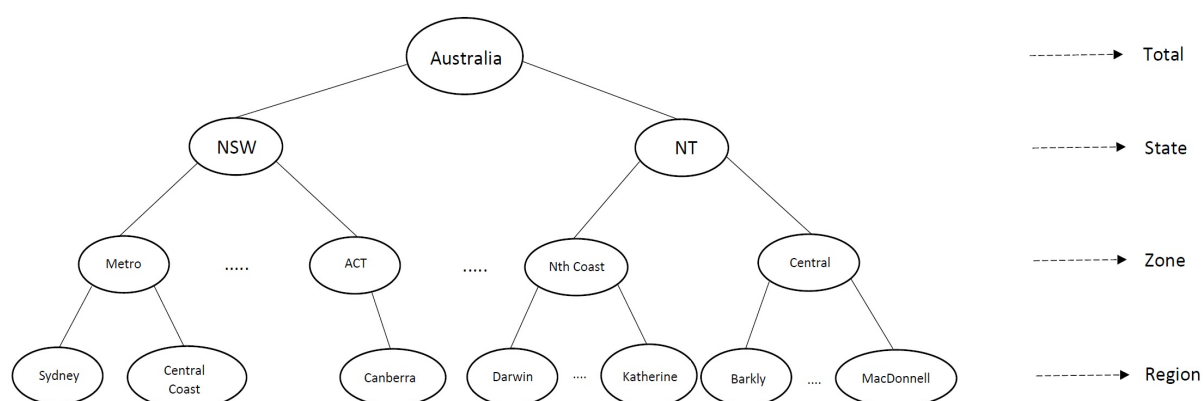 Australia
Total
NSW
NT
State
Metro
.....
ACT
.....
Nth Coast
Central
Zone
Sydney
Central
Coast
Canberra
Darwin
....
Katherine
Barkly
....
MacDonnell
Region